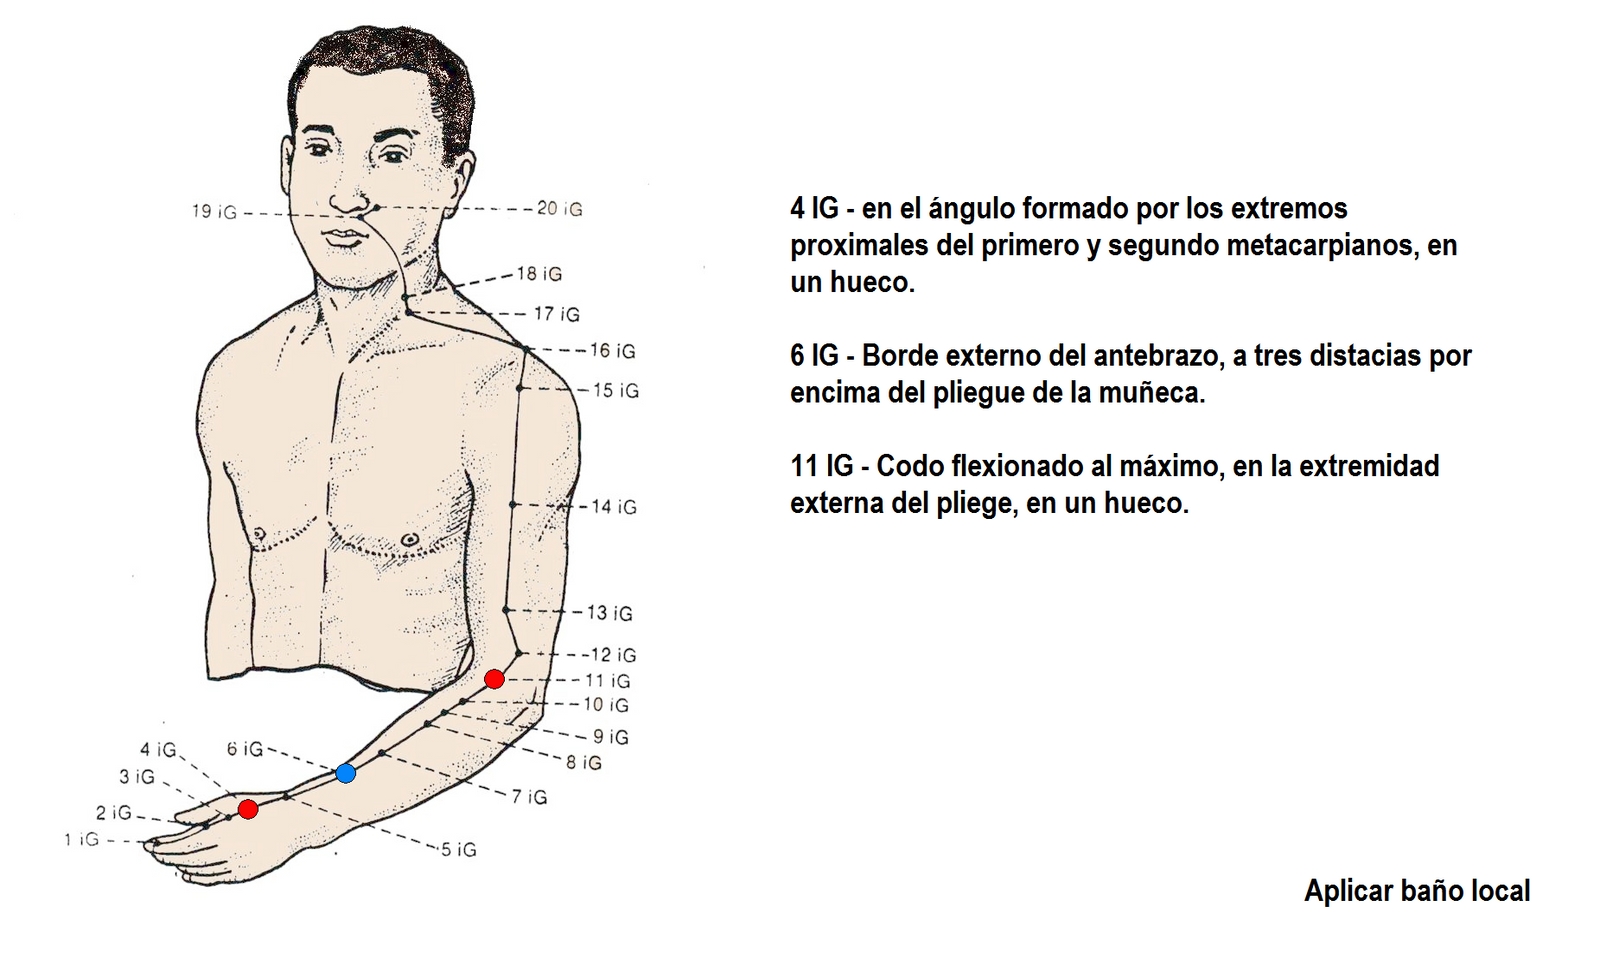 19 iG
20 iG
18 iG
17 iG
16 iG
15 iG
14 iG
13 iG
12 iG
11 iG
10 iG
9 iG
8 iG
7 iG
6 iG
5 iG
4 iG
3 iG
2 iG
1 iG
4 IG - en el ángulo formado por los extremos
proximales del primero y segundo metacarpianos, en
un hueco.
6 IG - Borde externo del antebrazo, a tres distacias por
encima del pliegue de la muñeca.
11 IG - Codo flexionado al máximo, en la extremidad
externa del pliege, en un hueco.
Aplicar baño local